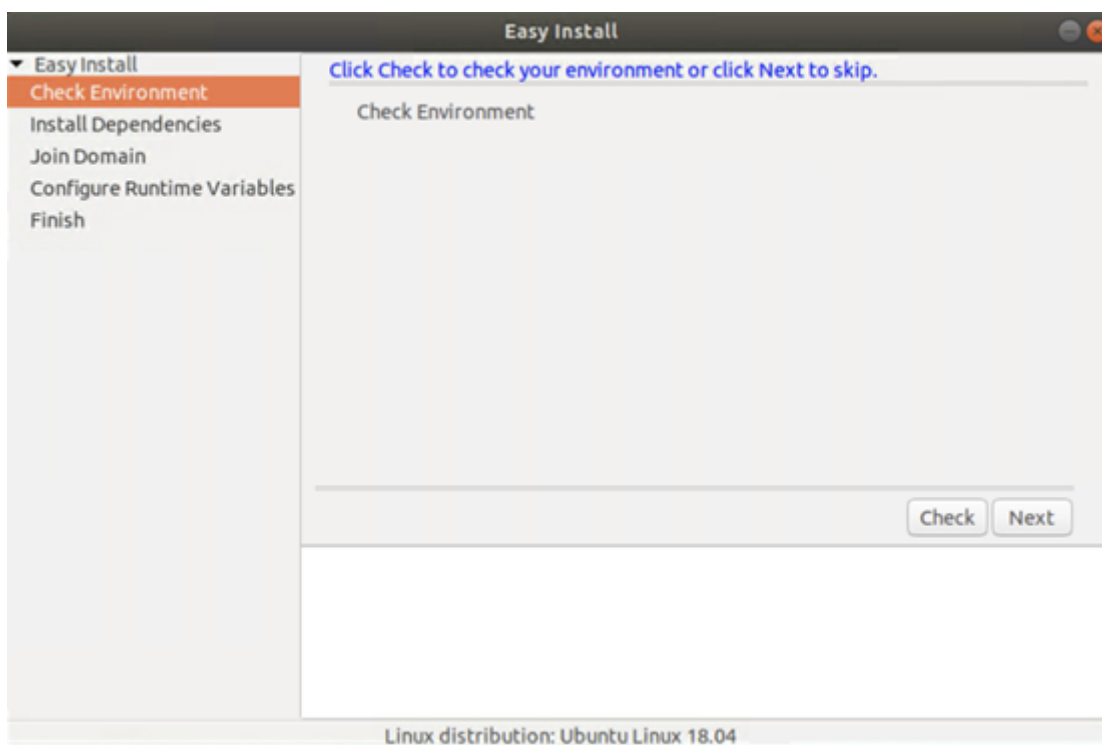 Easy Install
Easy Install
Check Environment
Install Dependencies
Join Domain
Configure Runtime Variables
Finish
Click Check to check your environment or click Next to skip.
Check Environment
Check
Next
Linux distribution: Ubuntu Linux 18.04